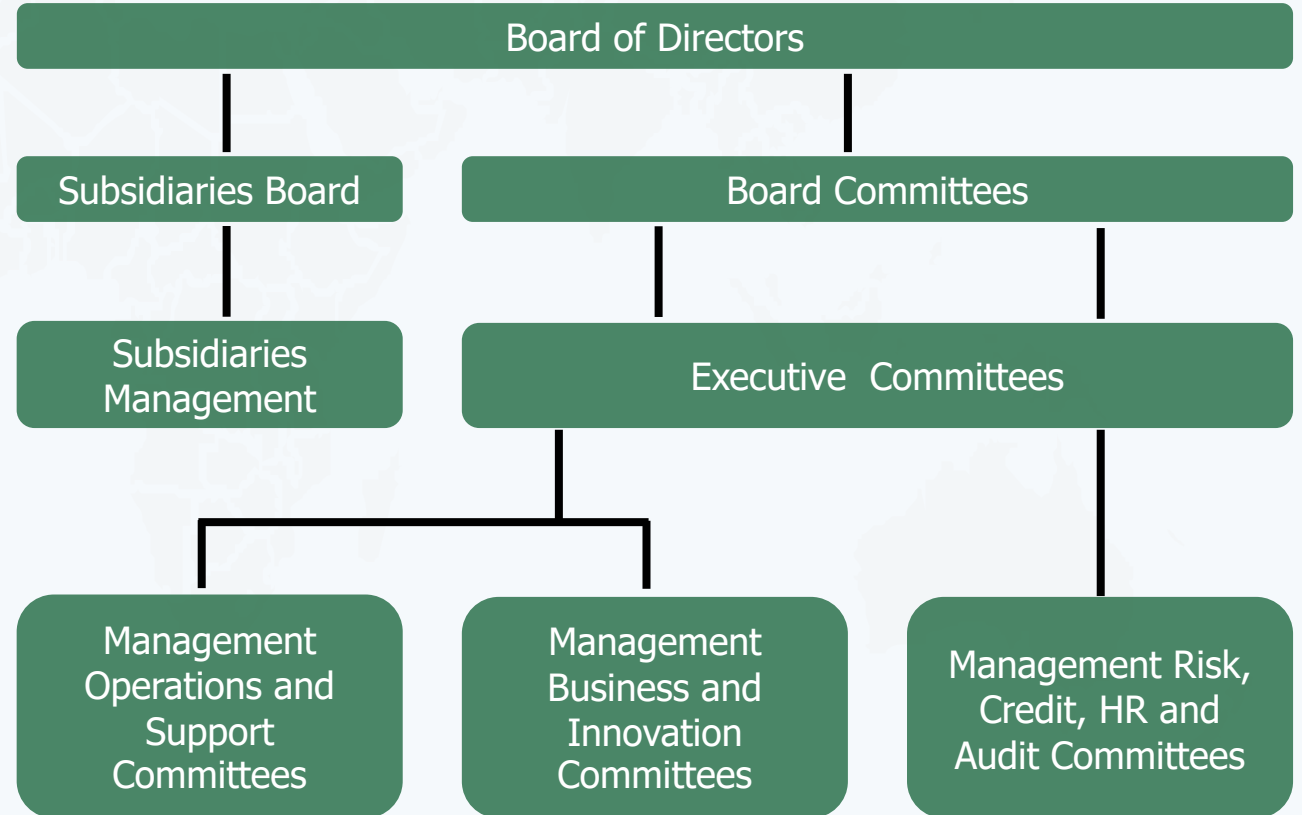 Board of Directors
Subsidiaries Board
Board Committees
Subsidiaries
Management
Executive  Committees
Management
Operations and
Support
Committees
Management
Business and
Innovation
Committees
Management Risk,
Credit, HR and
Audit Committees